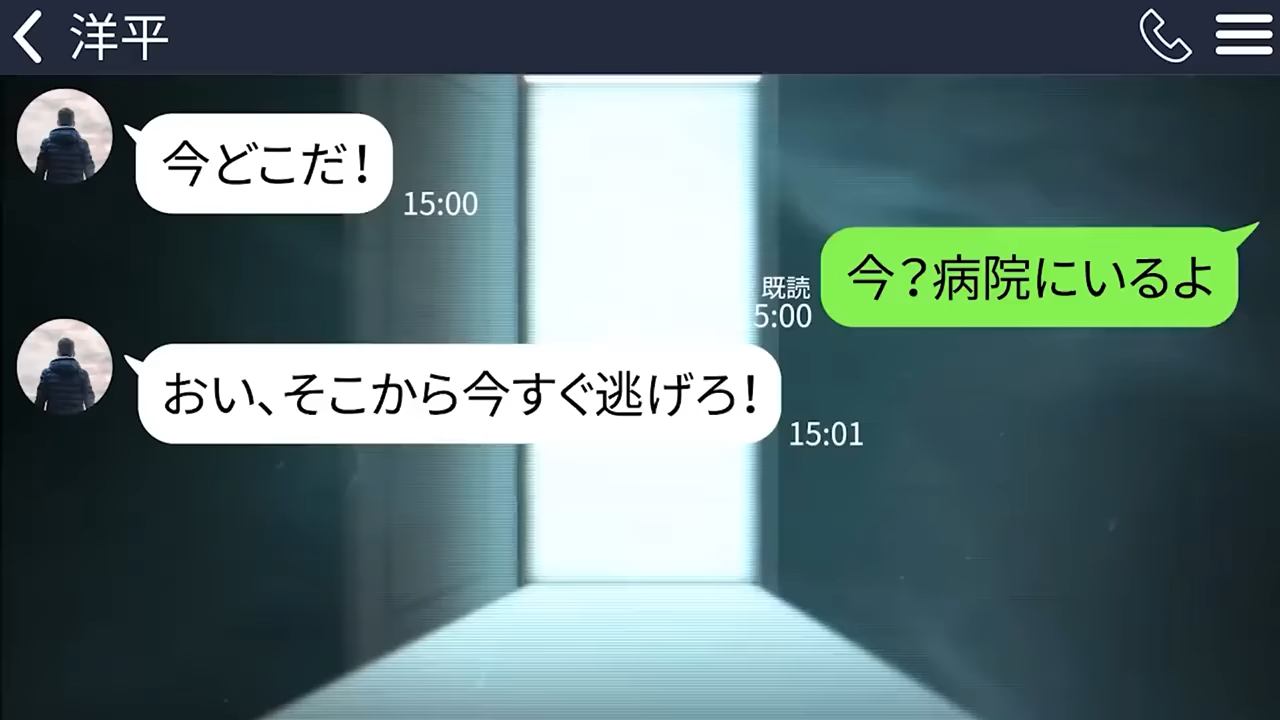 洋平
今どこだ！
15:00
今？病院にいるよ
既読
5:00
おい、そこから今すぐ逃げろ！
15:01